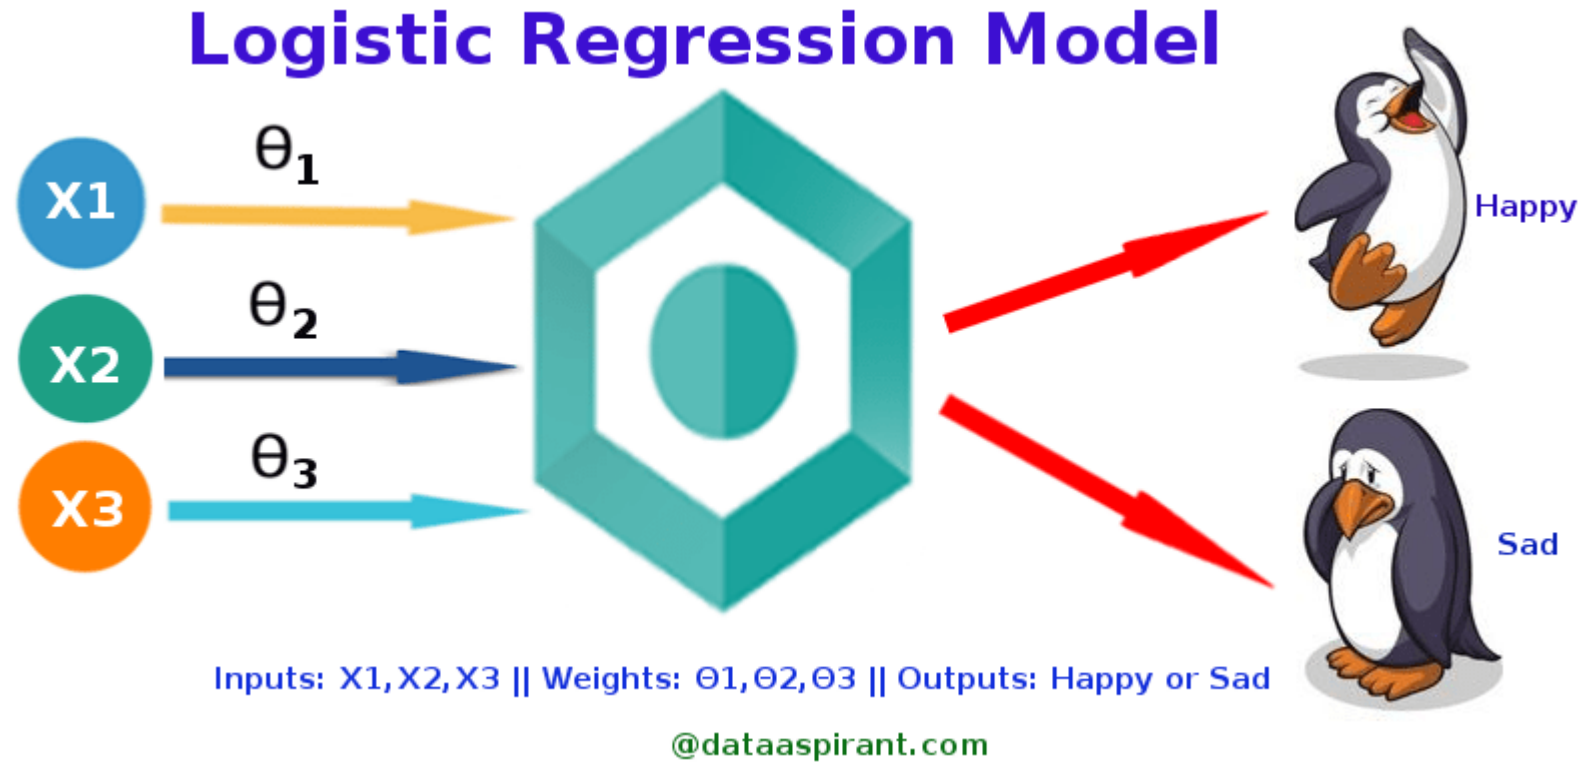 Logistic Regression Model
X1
θ1
X2
θ2
X3
θ3
Happy
Sad
Inputs: X1,X2,X3 || Weights: Θ1,Θ2,Θ3 || Outputs: Happy or Sad
@dataaspirant.com